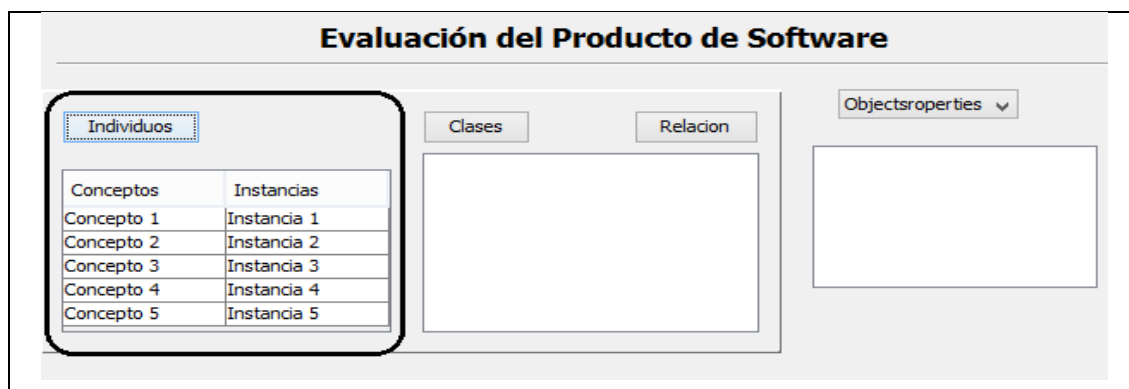 Evaluación del Producto de Software
Individuos
Clases
Relacion
Objectsroperties
Conceptos Instancias
Concepto 1 Instancia 1
Concepto 2 Instancia 2
Concepto 3 Instancia 3
Concepto 4 Instancia 4
Concepto 5 Instancia 5